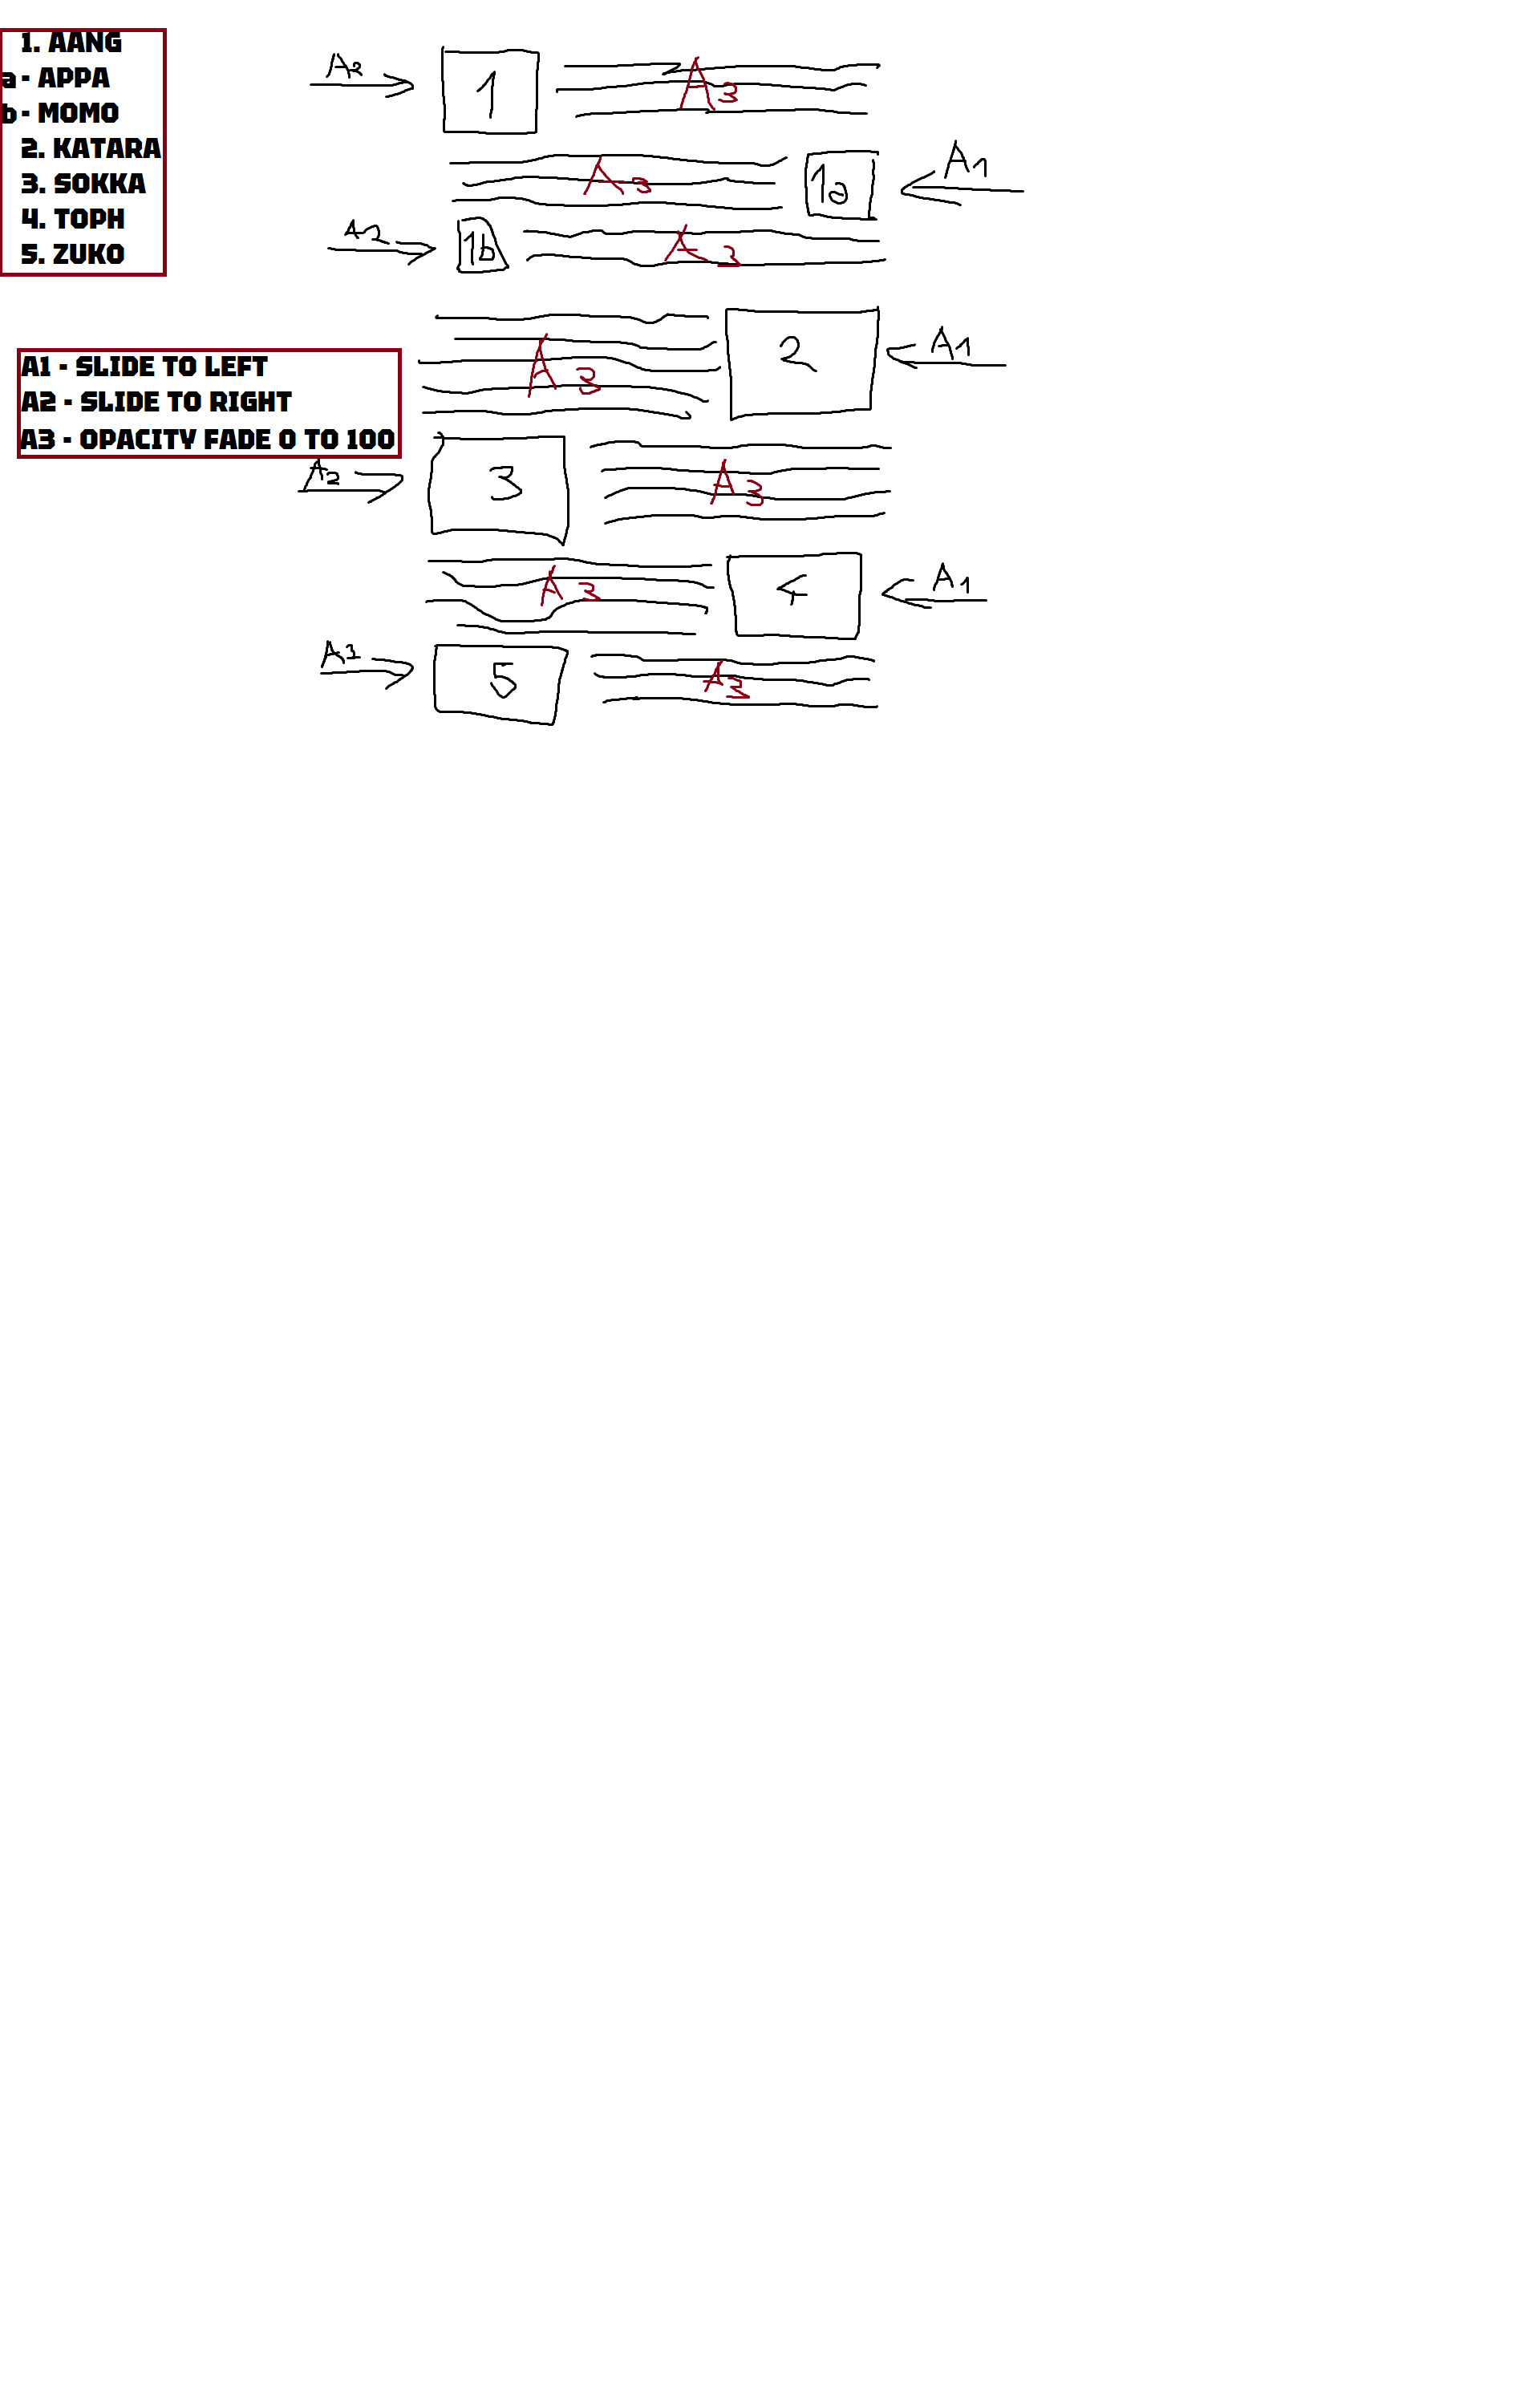 1. AANG
a - APPA
b - MOMO
2. KATARA
3. SOKKA
4. TOPH
5. ZUKO
A1 - SLIDE TO LEFT
A2 - SLIDE TO RIGHT
A3 - OPACITY FADE 0 TO 100
A2 1 A3
A3 1a A1
A2 1b A3
A3 2 A1
A2 3 A3
A3 4 A1
A3 5 A3